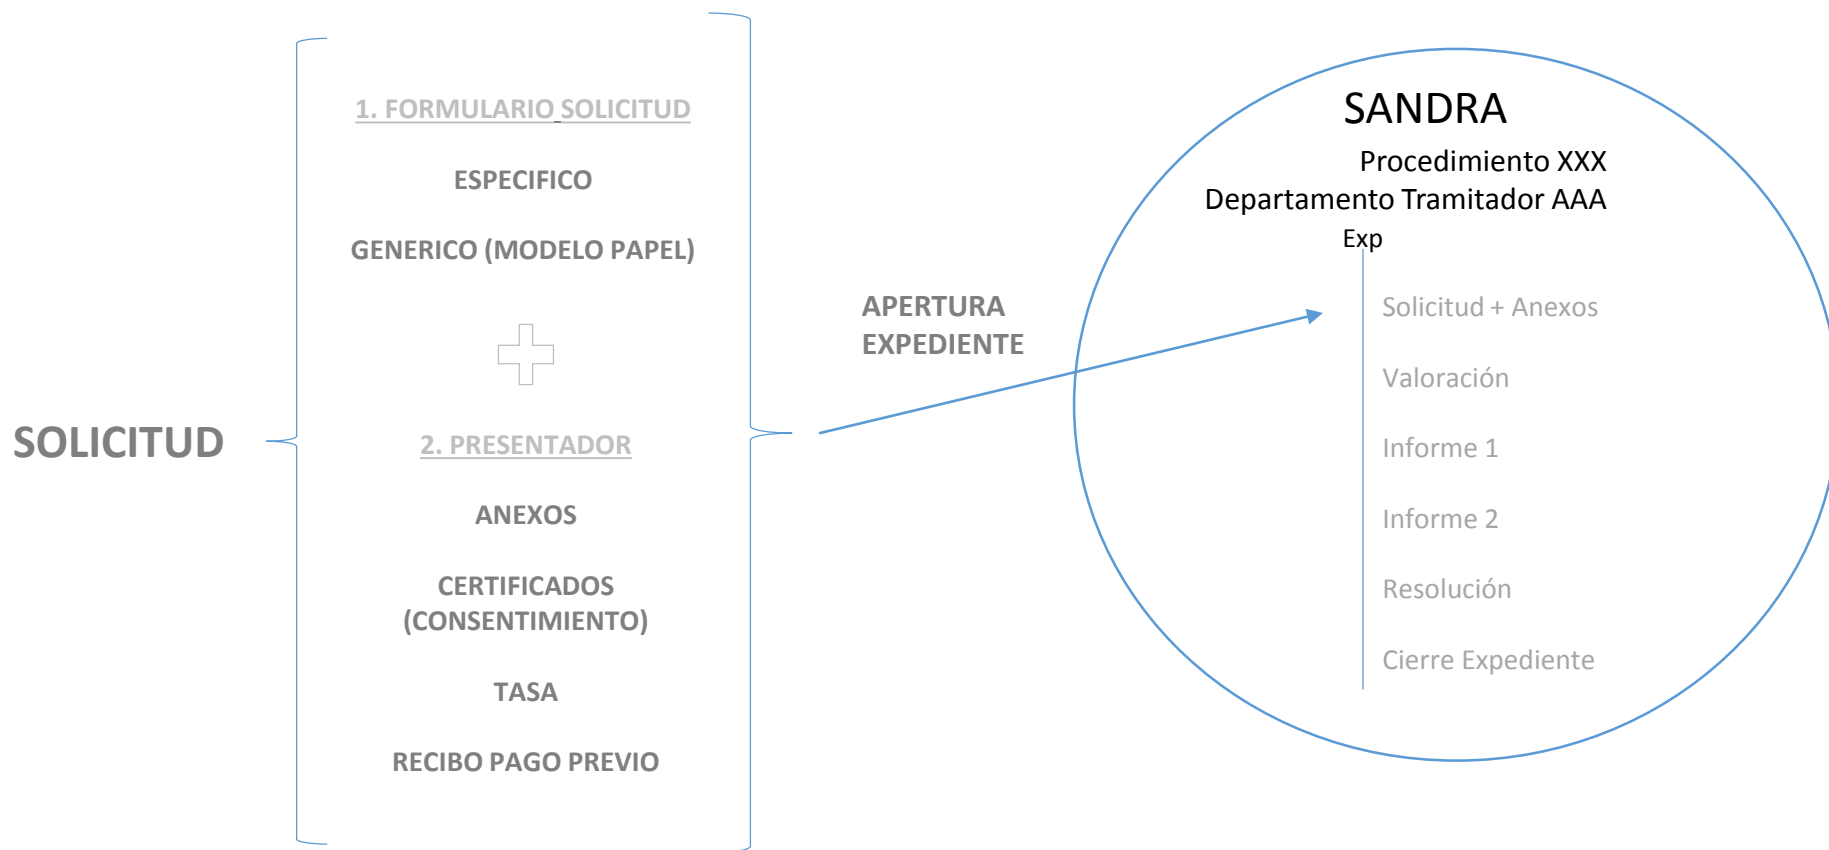 SOLICITUD
1. FORMULARIO SOLICITUD
ESPECIFICO
GENERICO (MODELO PAPEL)
2. PRESENTADOR
ANEXOS
CERTIFICADOS
(CONSENTIMIENTO)
TASA
RECIBO PAGO PREVIO
APERTURA
EXPEDIENTE
SANDRA
Procedimiento XXX
Departamento Tramitador AAA
Exp
Solicitud + Anexos
Valoración
Informe 1
Informe 2
Resolución
Cierre Expediente